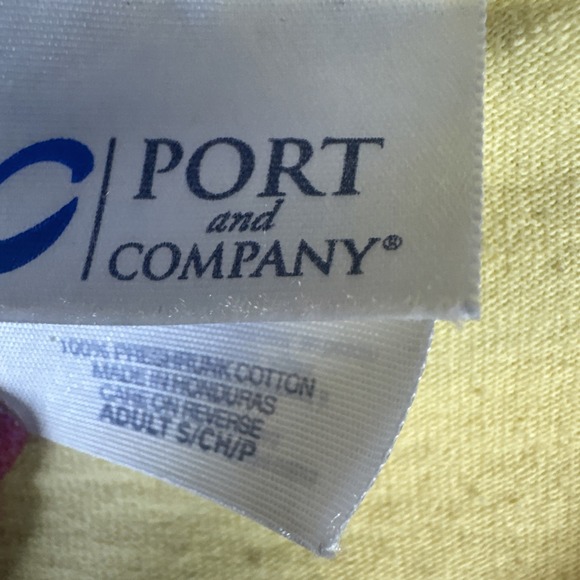 PORT
and
COMPANY®
100% PRESHRUNK COTTON
MADE IN HONDURAS
CARE ON REVERSE
ADULT S/CH/P